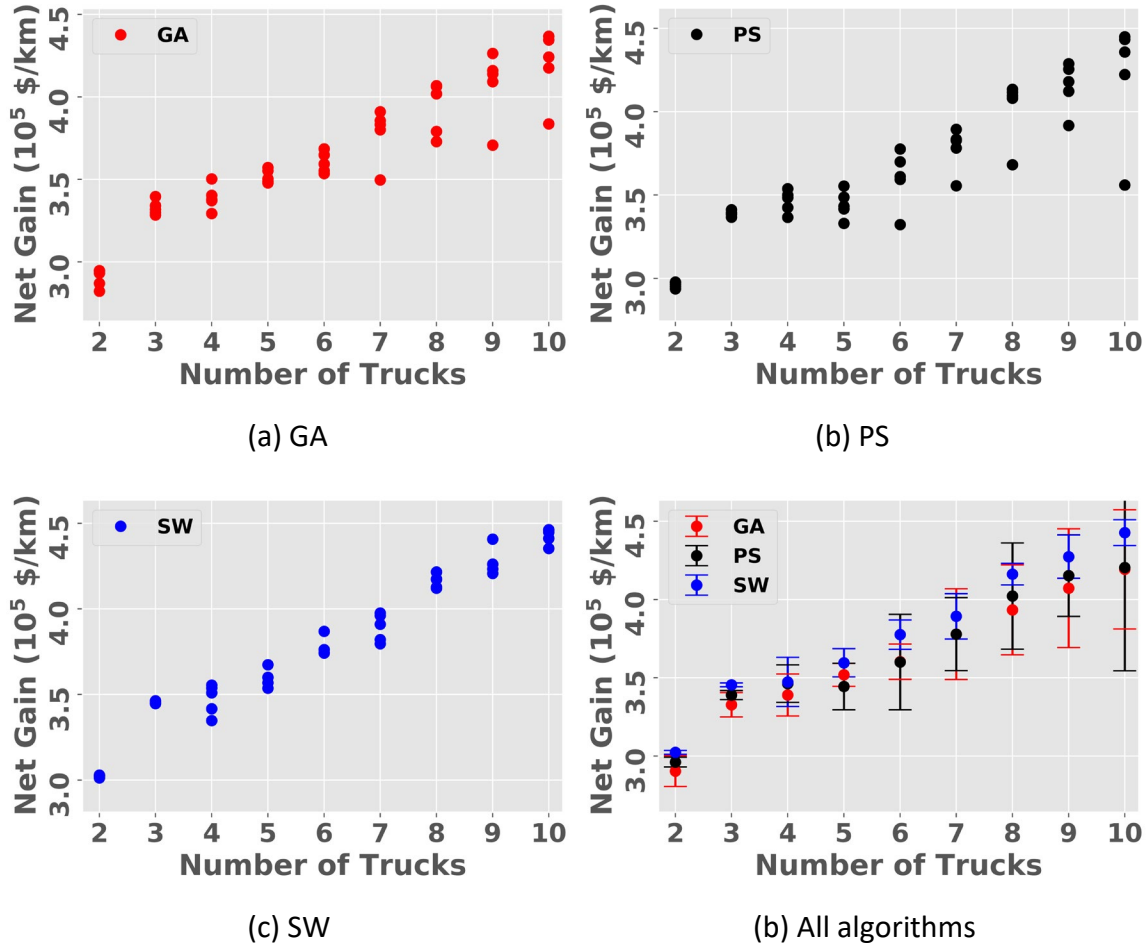 GA
4.5
4.0
3.5
3.0
Net Gain (10⁵ $/km)
2 3 4 5 6 7 8 9 10
Number of Trucks
(a) GA
PS
4.5
4.0
3.5
3.0
Net Gain (10⁵ $/km)
2 3 4 5 6 7 8 9 10
Number of Trucks
(b) PS
SW
4.5
4.0
3.5
3.0
Net Gain (10⁵ $/km)
2 3 4 5 6 7 8 9 10
Number of Trucks
(c) SW
GA
PS
SW
4.5
4.0
3.5
3.0
Net Gain (10⁵ $/km)
2 3 4 5 6 7 8 9 10
Number of Trucks
(b) All algorithms